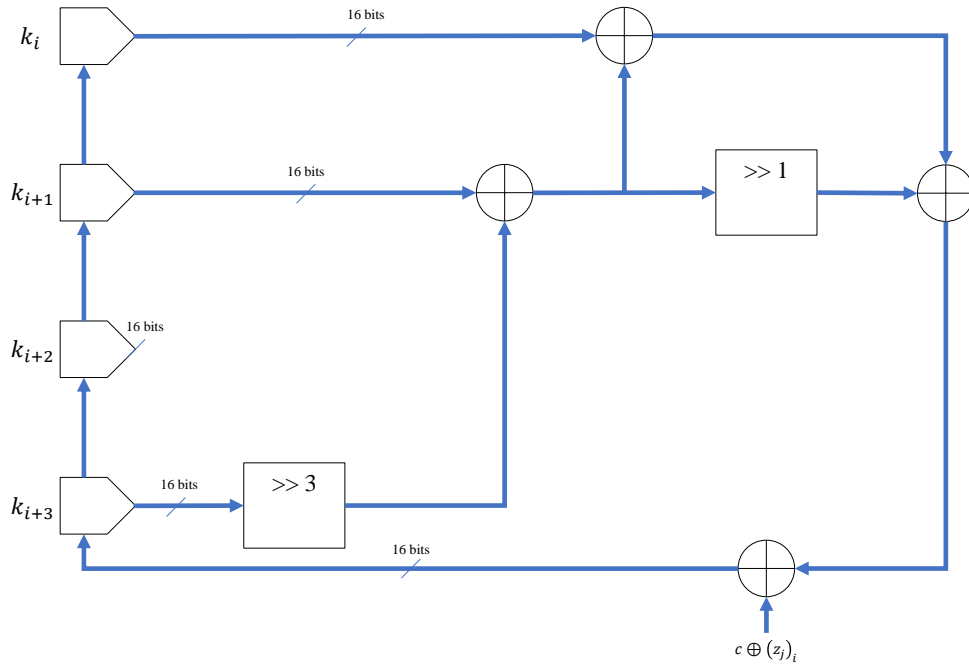 k_i
16 bits
k_{i+1}
16 bits
>> 1
k_{i+2}
16 bits
k_{i+3}
16 bits
>> 3
16 bits
c ⊕ (z_j)_i